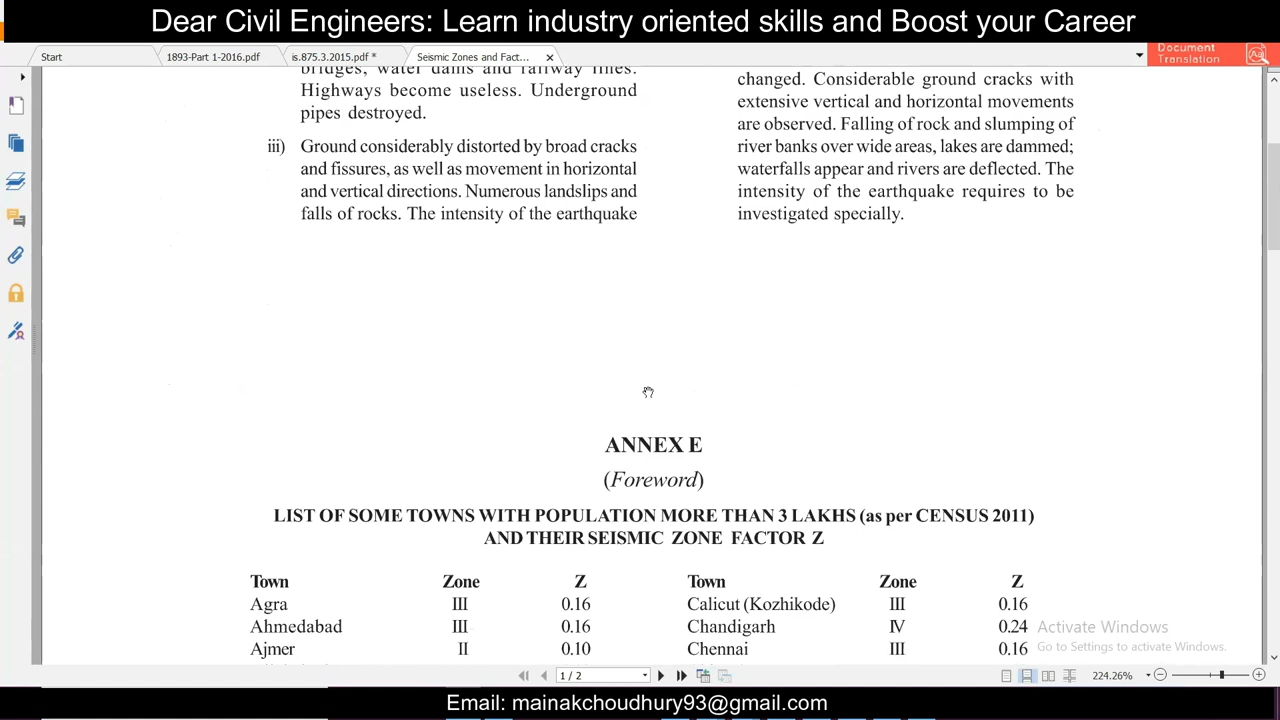 Dear Civil Engineers: Learn industry oriented skills and Boost your Career
Start
1893-Part 1-2016.pdf
is.875.3.2015.pdf *
Seismic Zones and Fact...
Document
Translation
bridges, water dams and railway lines.
Highways become useless. Underground
pipes destroyed.
iii) Ground considerably distorted by broad cracks
and fissures, as well as movement in horizontal
and vertical directions. Numerous landslips and
falls of rocks. The intensity of the earthquake
changed. Considerable ground cracks with
extensive vertical and horizontal movements
are observed. Falling of rock and slumping of
river banks over wide areas, lakes are dammed;
waterfalls appear and rivers are deflected. The
intensity of the earthquake requires to be
investigated specially.
ANNEX E
(Foreword)
LIST OF SOME TOWNS WITH POPULATION MORE THAN 3 LAKHS (as per CENSUS 2011)
AND THEIR SEISMIC ZONE FACTOR Z
Town Zone Z Town Zone Z
Agra III 0.16 Calicut (Kozhikode) III 0.16
Ahmedabad III 0.16 Chandigarh IV 0.24
Ajmer II 0.10 Chennai III 0.16
Activate Windows
Go to Settings to activate Windows.
1 / 2
224.26%
Email: mainakchoudhury93@gmail.com